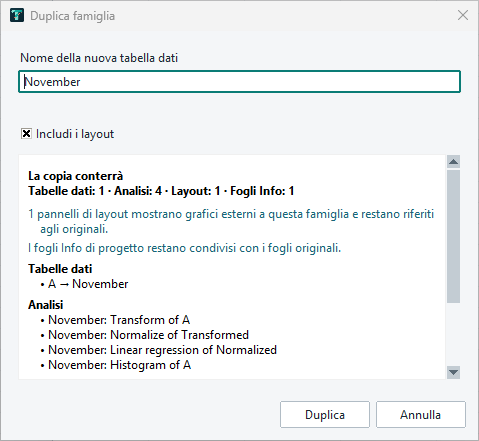 Duplica famiglia
Nome della nuova tabella dati
November
Includi i layout
La copia conterrà
Tabelle dati: 1 · Analisi: 4 · Layout: 1 · Fogli Info: 1
1 pannelli di layout mostrano grafici esterni a questa famiglia e restano riferiti
agli originali.
I fogli Info di progetto restano condivisi con i fogli originali.
Tabelle dati
• A → November
Analisi
• November: Transform of A
• November: Normalize of Transformed
• November: Linear regression of Normalized
• November: Histogram of A
Duplica
Annulla